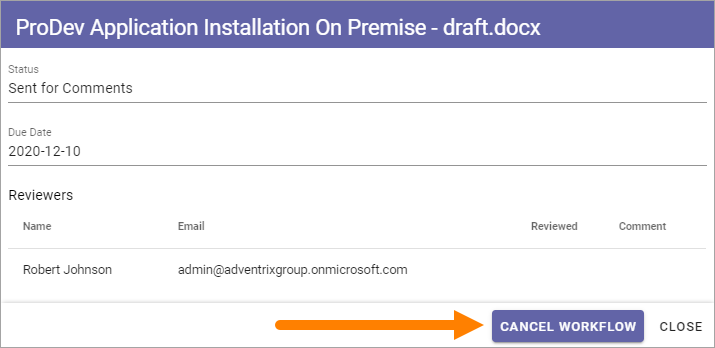 ProDev Application Installation On Premise - draft.docx
Status
Sent for Comments
Due Date
2020-12-10
Reviewers
Name Email Reviewed Comment
Robert Johnson admin@adventrixgroup.onmicrosoft.com
CANCEL WORKFLOW CLOSE